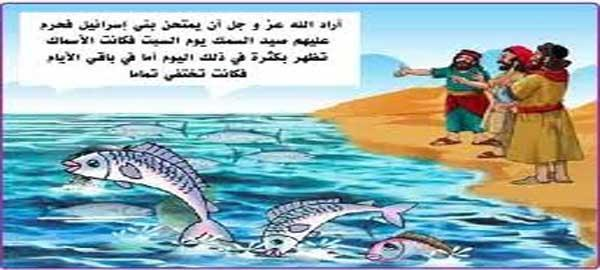 أراد الله عز و جل أن يمتحن بني إسرائيل فحرم
عليهم صيد السمك يوم السبت فكانت الأسماك
تظهر بكثرة في ذلك اليوم أما في باقي الأيام
فكانت تختفي تماما